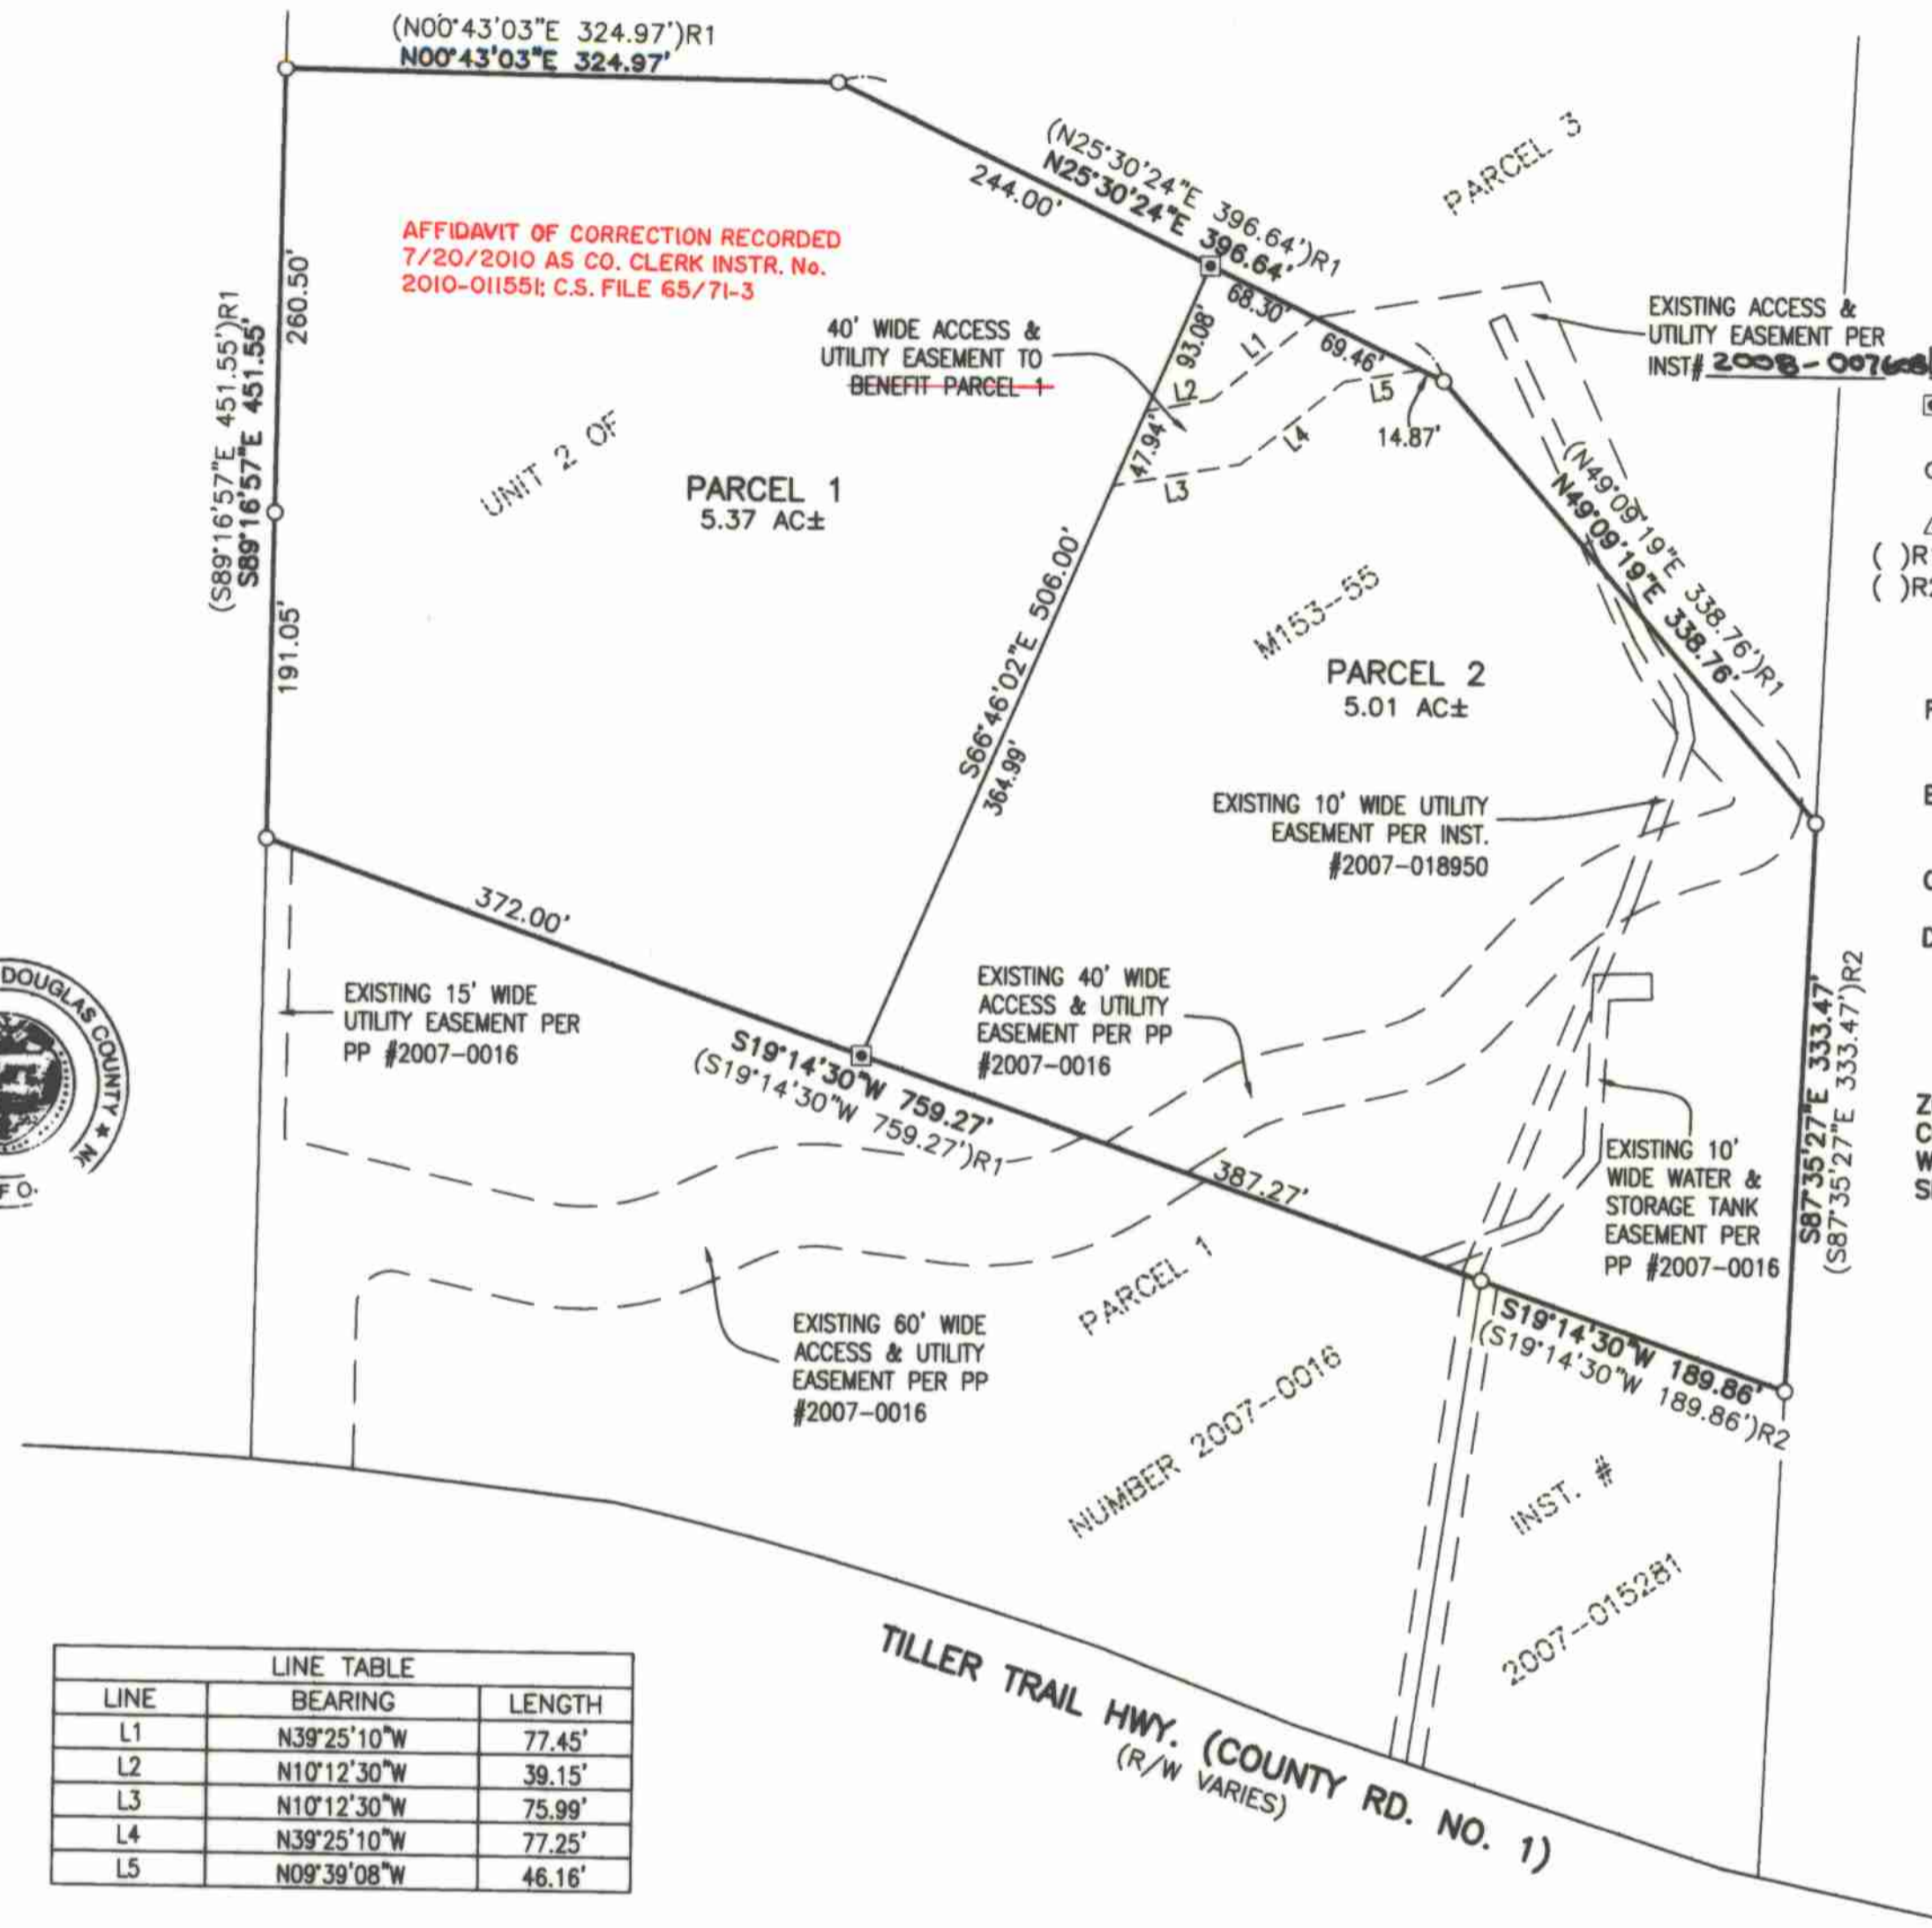 (N00°43'03"E 324.97')R1
N00°43'03"E 324.97'
(N25°30'24"E 396.64')R1
N25°30'24"E 396.64'
244.00'
PARCEL 3
AFFIDAVIT OF CORRECTION RECORDED
7/20/2010 AS CO. CLERK INSTR. No.
2010-011551; C.S. FILE 65/71-3
(S89°16'57"E 451.55')R1
S89°16'57"E 451.55'
260.50'
191.05'
40' WIDE ACCESS &
UTILITY EASEMENT TO
BENEFIT PARCEL 1
68.30'
93.08'
L1
69.46'
L2
L5
14.87'
47.94'
L4
L3
EXISTING ACCESS &
UTILITY EASEMENT PER
INST# 2008-007608
( )R
( )R2
UNIT 2 OF
PARCEL 1
5.37 AC±
(N49°09'19"E 338.76')R1
N49°09'19"E 338.76'
S66°46'02"E 506.00'
364.99'
M153--55
PARCEL 2
5.01 AC±
EXISTING 10' WIDE UTILITY
EASEMENT PER INST.
#2007-018950
372.00'
DOUGLAS COUNTY
EXISTING 15' WIDE
UTILITY EASEMENT PER
PP #2007-0016
EXISTING 40' WIDE
ACCESS & UTILITY
EASEMENT PER PP
#2007-0016
S19°14'30"W 759.27'
(S19°14'30"W 759.27')R1
387.27'
S87°35'27"E 333.47'
(S87°35'27"E 333.47')R2
EXISTING 10'
WIDE WATER &
STORAGE TANK
EASEMENT PER
PP #2007-0016
EXISTING 60' WIDE
ACCESS & UTILITY
EASEMENT PER PP
#2007-0016
PARCEL 1
NUMBER 2007--0016
S19°14'30"W 189.86'
(S19°14'30"W 189.86')R2
INST. #
2007--015281
TILLER TRAIL HWY. (COUNTY RD. NO. 1)
(R/W VARIES)
LINE TABLE
LINE BEARING LENGTH
L1 N39°25'10"W 77.45'
L2 N10°12'30"W 39.15'
L3 N10°12'30"W 75.99'
L4 N39°25'10"W 77.25'
L5 N09°39'08"W 46.16'